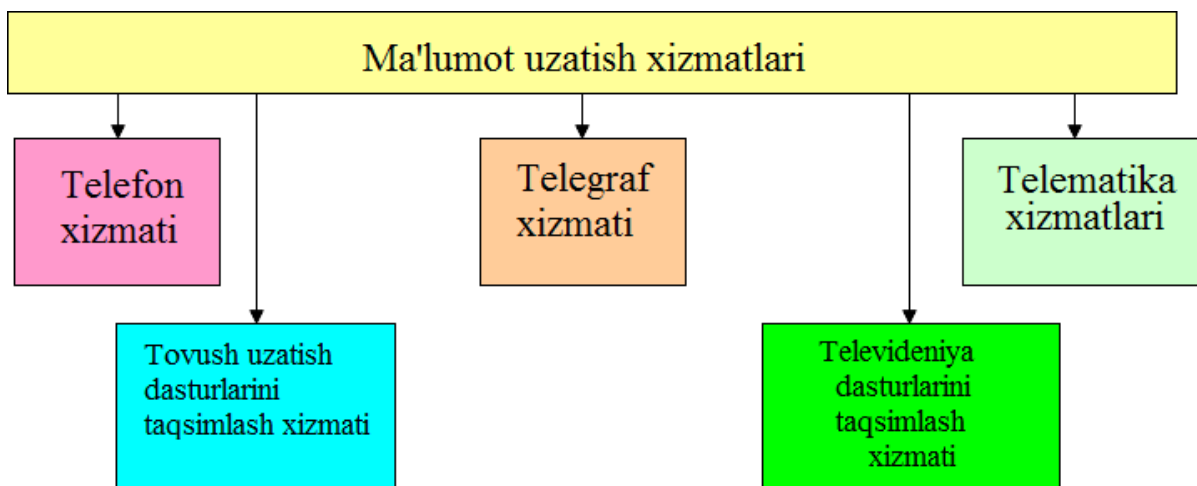 Ma'lumot uzatish xizmatlari
Telefon
xizmati
Telegraf
xizmati
Telematika
xizmatlari
Tovush uzatish
dasturlarini
taqsimlash xizmati
Televideniya
dasturlarini
taqsimlash
xizmati